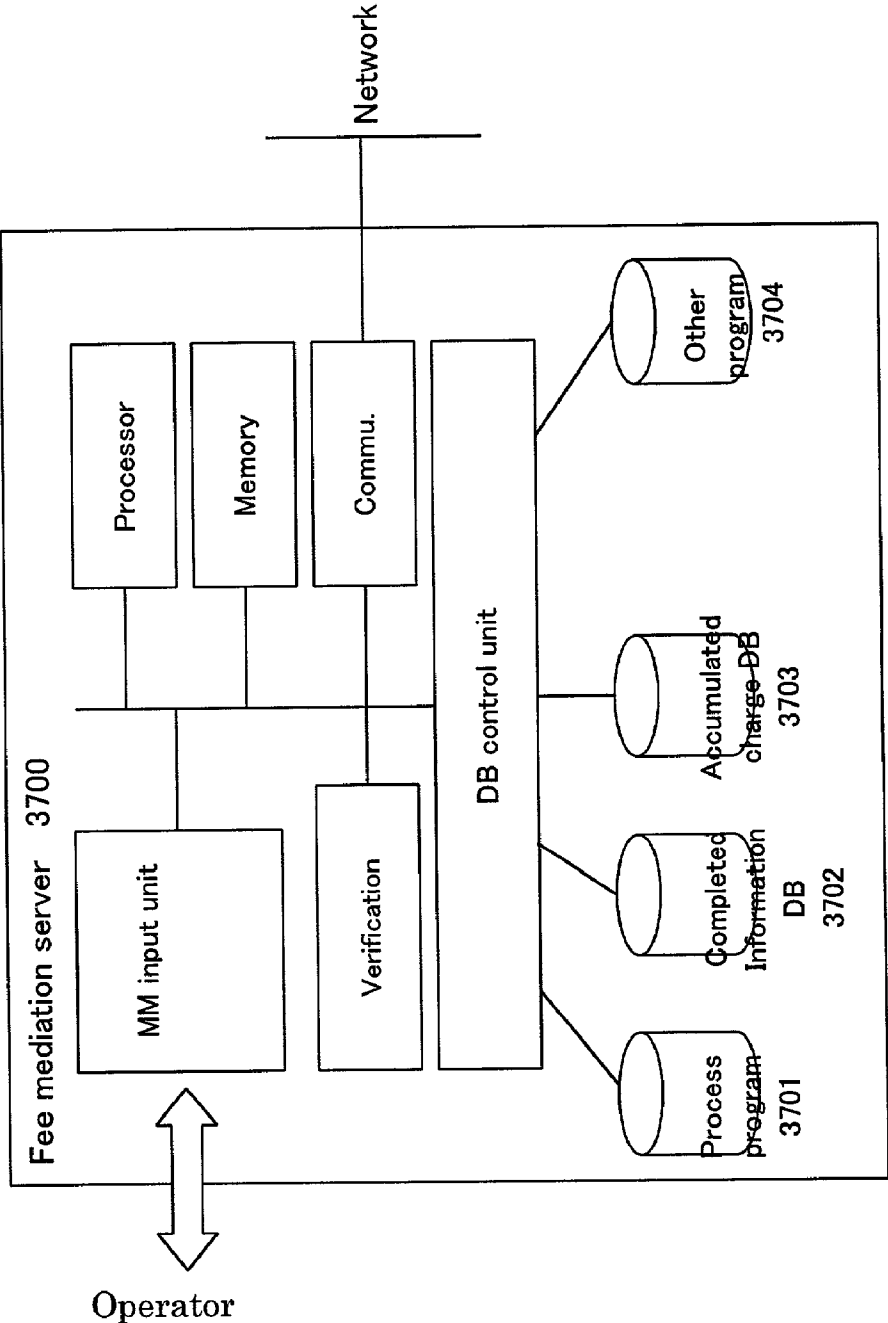 Fee mediation server 3700
Operator
MM input unit
Processor
Memory
Verification
Commu.
Network
DB control unit
Process
program
3701
Completed
Information
DB
3702
Accumulated
charge DB
3703
Other
program
3704